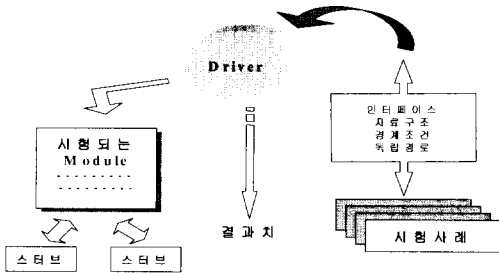 Driver
인터페이스
자료구조
경계조건
독립경로
시험되는
Module
- - - - - - - - -
- - - - - - - - -
결과치
시험사례
스터브
스터브